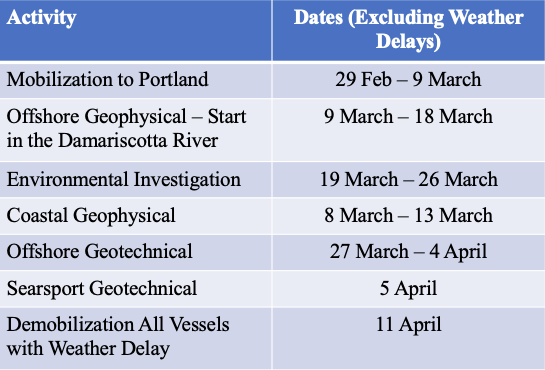 Activity
Dates (Excluding Weather
Delays)
Mobilization to Portland
29 Feb – 9 March
Offshore Geophysical – Start
in the Damariscotta River
9 March – 18 March
Environmental Investigation
19 March – 26 March
Coastal Geophysical
8 March – 13 March
Offshore Geotechnical
27 March – 4 April
Searsport Geotechnical
5 April
Demobilization All Vessels
with Weather Delay
11 April